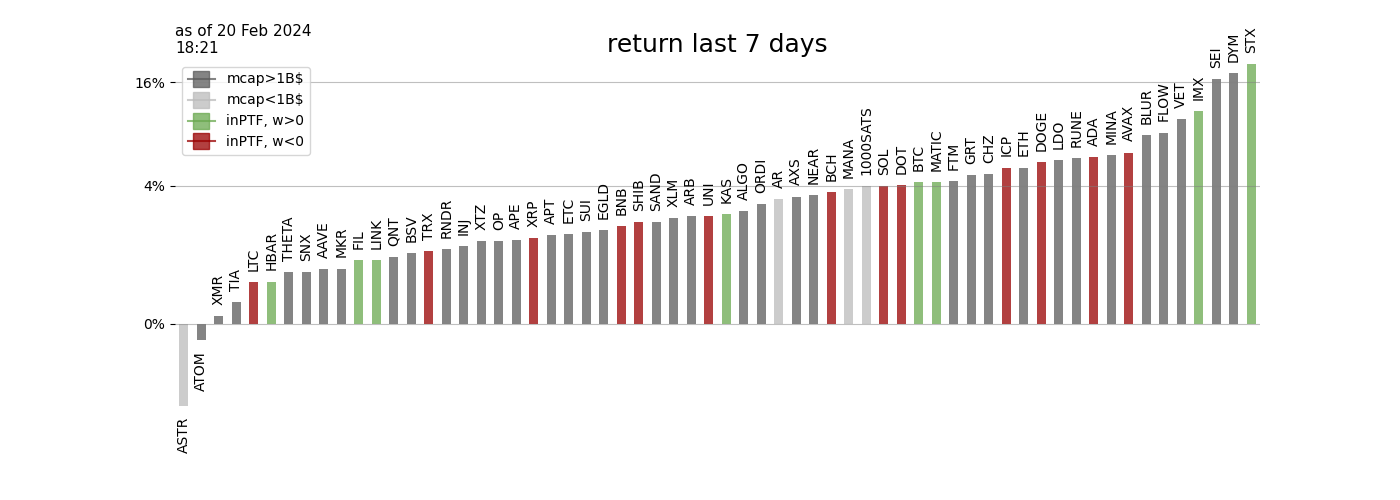 as of 20 Feb 2024
18:21
return last 7 days
mcap>1B$
mcap<1B$
inPTF, w>0
inPTF, w<0
16%
4%
0%
ASTR
ATOM
XMR
TIA
LTC
HBAR
THETA
SNX
AAVE
MKR
FIL
LINK
QNT
BSV
TRX
RNDR
INJ
XTZ
OP
APE
XRP
APT
ETC
SUI
EGLD
BNB
SHIB
SAND
XLM
ARB
UNI
KAS
ALGO
ORDI
AR
AXS
NEAR
BCH
MANA
1000SATS
SOL
DOT
BTC
MATIC
FTM
GRT
CHZ
ICP
ETH
DOGE
LDO
RUNE
ADA
MINA
AVAX
BLUR
FLOW
VET
IMX
SEI
DYM
STX